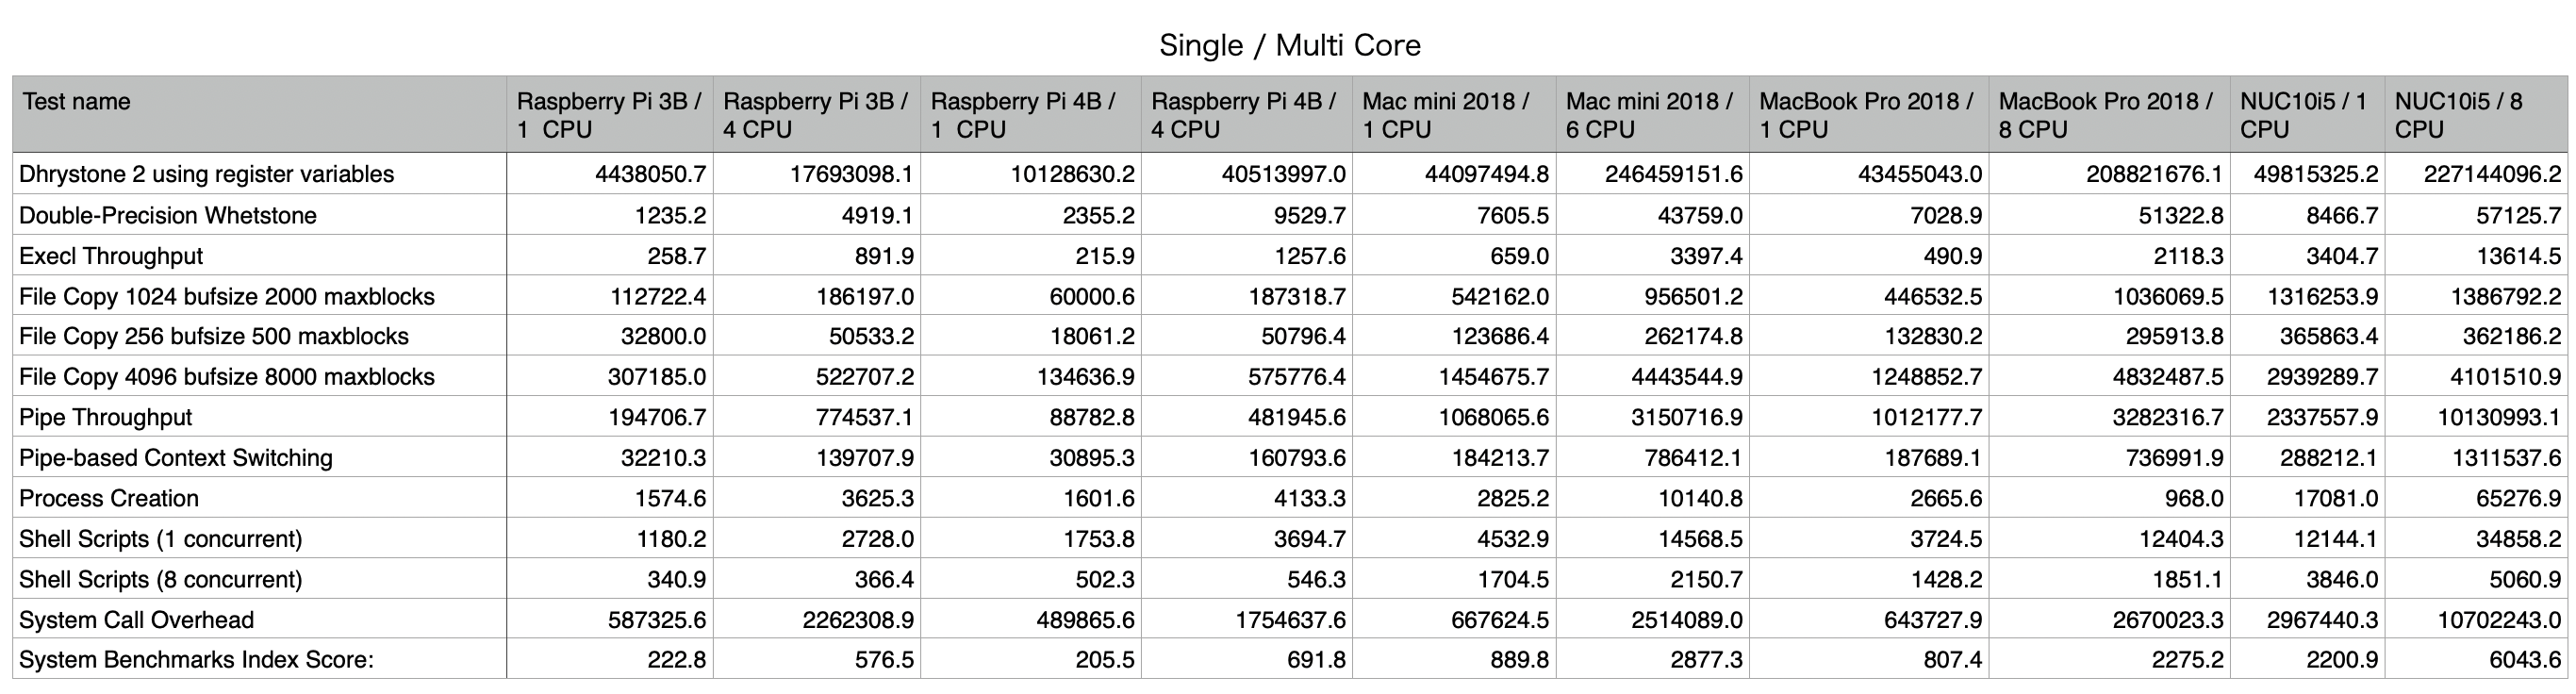 Single / Multi Core
Test name Raspberry Pi 3B / 1 CPU Raspberry Pi 3B / 4 CPU Raspberry Pi 4B / 1 CPU Raspberry Pi 4B / 4 CPU Mac mini 2018 / 1 CPU Mac mini 2018 / 6 CPU MacBook Pro 2018 / 1 CPU MacBook Pro 2018 / 8 CPU NUC10i5 / 1 CPU NUC10i5 / 8 CPU
Dhrystone 2 using register variables 4438050.7 17693098.1 10128630.2 40513997.0 44097494.8 246459151.6 43455043.0 208821676.1 49815325.2 227144096.2
Double-Precision Whetstone 1235.2 4919.1 2355.2 9529.7 7605.5 43759.0 7028.9 51322.8 8466.7 57125.7
Execl Throughput 258.7 891.9 215.9 1257.6 659.0 3397.4 490.9 2118.3 3404.7 13614.5
File Copy 1024 bufsize 2000 maxblocks 112722.4 186197.0 60000.6 187318.7 542162.0 956501.2 446532.5 1036069.5 1316253.9 1386792.2
File Copy 256 bufsize 500 maxblocks 32800.0 50533.2 18061.2 50796.4 123686.4 262174.8 132830.2 295913.8 365863.4 362186.2
File Copy 4096 bufsize 8000 maxblocks 307185.0 522707.2 134636.9 575776.4 1454675.7 4443544.9 1248852.7 4832487.5 2939289.7 4101510.9
Pipe Throughput 194706.7 774537.1 88782.8 481945.6 1068065.6 3150716.9 1012177.7 3282316.7 2337557.9 10130993.1
Pipe-based Context Switching 32210.3 139707.9 30895.3 160793.6 184213.7 786412.1 187689.1 736991.9 288212.1 1311537.6
Process Creation 1574.6 3625.3 1601.6 4133.3 2825.2 10140.8 2665.6 968.0 17081.0 65276.9
Shell Scripts (1 concurrent) 1180.2 2728.0 1753.8 3694.7 4532.9 14568.5 3724.5 12404.3 12144.1 34858.2
Shell Scripts (8 concurrent) 340.9 366.4 502.3 546.3 1704.5 2150.7 1428.2 1851.1 3846.0 5060.9
System Call Overhead 587325.6 2262308.9 489865.6 1754637.6 667624.5 2514089.0 643727.9 2670023.3 2967440.3 10702243.0
System Benchmarks Index Score: 222.8 576.5 205.5 691.8 889.8 2877.3 807.4 2275.2 2200.9 6043.6